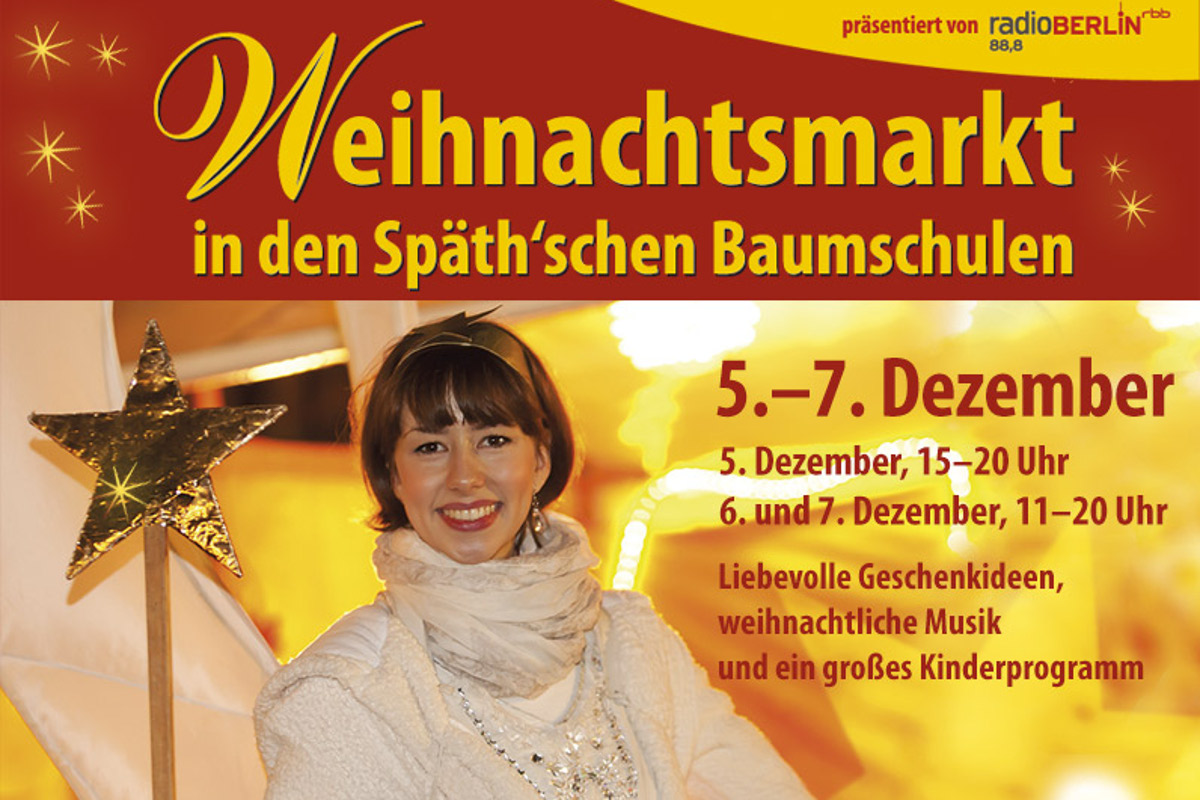 präsentiert von radioBERLIN rbb
88,8
Weihnachtsmarkt
in den Späth‘schen Baumschulen
5.–7. Dezember
5. Dezember, 15–20 Uhr
6. und 7. Dezember, 11–20 Uhr
Liebevolle Geschenkideen,
weihnachtliche Musik
und ein großes Kinderprogramm